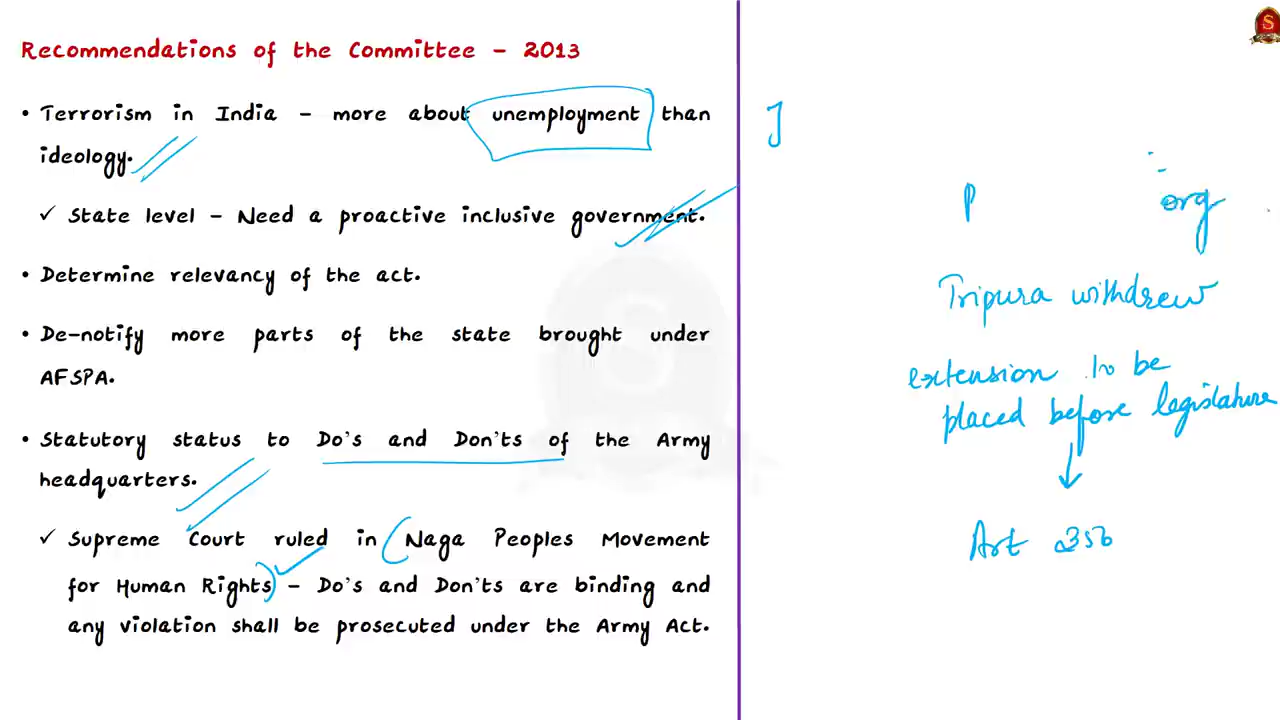 Recommendations of the Committee - 2013
• Terrorism in India - more about unemployment than
ideology.
✓ State level - Need a proactive inclusive government.
• Determine relevancy of the act.
• De-notify more parts of the state brought under
AFSPA.
• Statutory status to Do's and Don'ts of the Army
headquarters.
✓ Supreme Court ruled in (Naga Peoples Movement
for Human Rights) - Do's and Don'ts are binding and
any violation shall be prosecuted under the Army Act.
P
org
Tripura withdrew
extension to be
placed before legislature
↓
Art 356
S